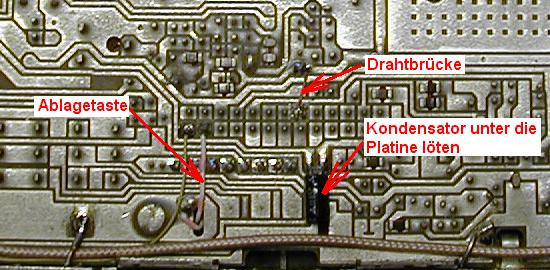 Drahtbrücke
Ablagetaste
Kondensator unter die
Platine löten